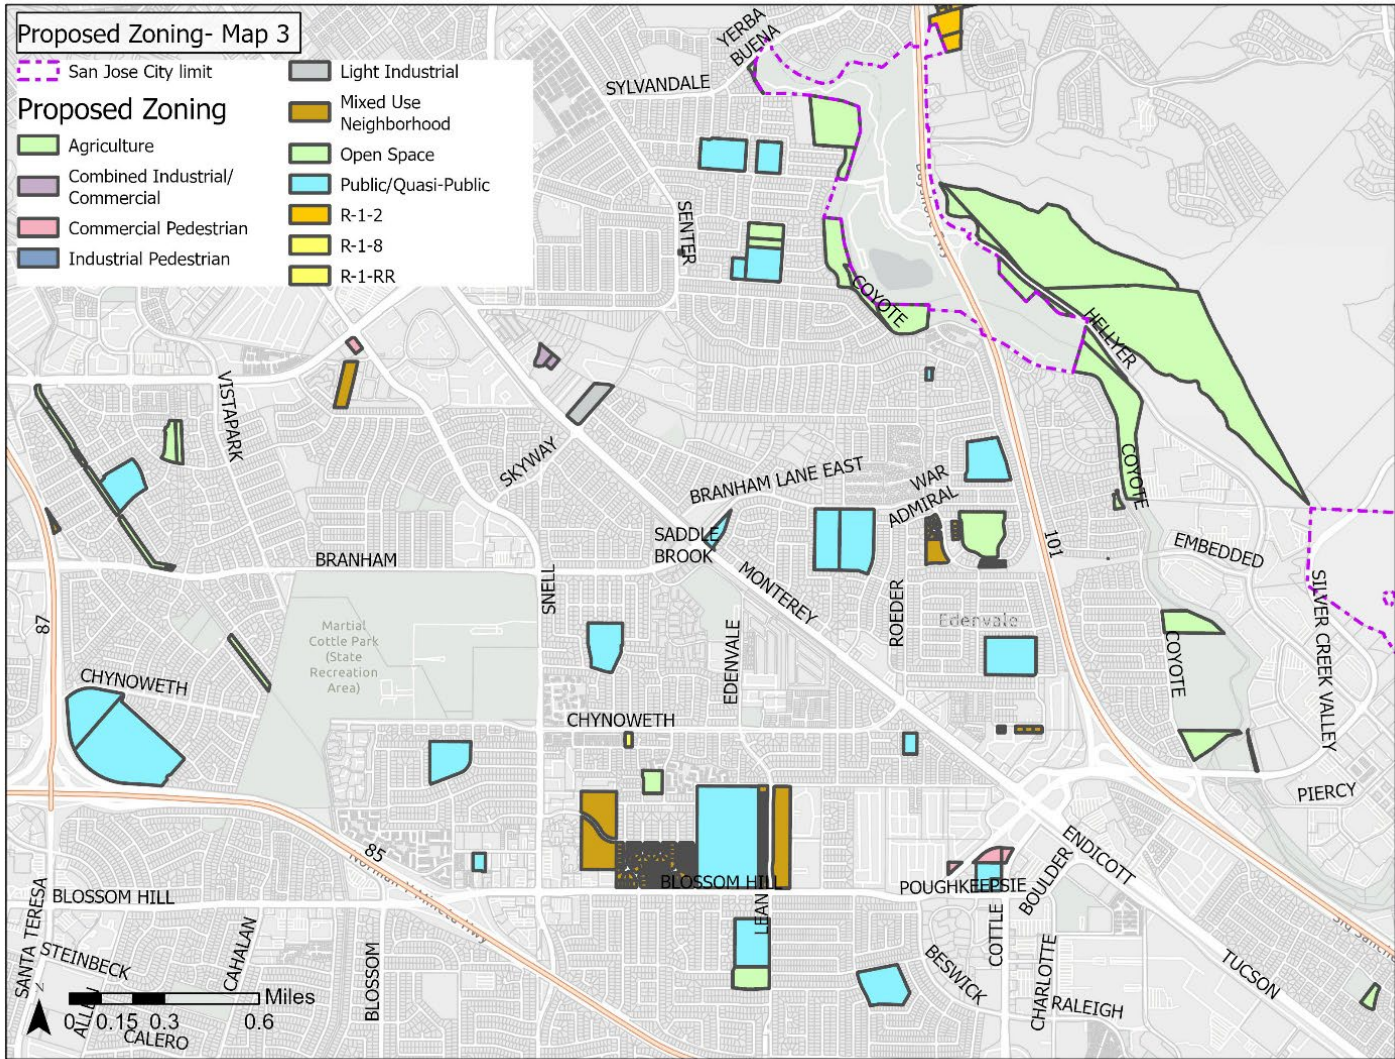 Proposed Zoning- Map 3
San Jose City limit
Proposed Zoning
Agriculture
Combined Industrial/
Commercial
Commercial Pedestrian
Industrial Pedestrian
Light Industrial
Mixed Use
Neighborhood
Open Space
Public/Quasi-Public
R-1-2
R-1-8
R-1-RR
YERBA
BUENA
SYLVANDALE
SENTER
COYOTE
HELLYER
VISTAPARK
SKYWAY
BRANHAM LANE EAST
WAR
ADMIRAL
COYOTE
SADDLE
BROOK
101
EMBEDDED
BRANHAM
SNELL
MONTEREY
ROEDER
Edenvale
SILVER CREEK VALLEY
87
Martial
Cottle Park
(State
Recreation
Area)
EDENVALE
COYOTE
CHYNOWETH
CHYNOWETH
PIERCY
85
ENDICOTT
BOULDER
POUGHKEEPSIE
BLOSSOM HILL
BLOSSOM HILL
LEAN
COTTLE
SANTA TERESA
STEINBECK
CAHALAN
BLOSSOM
BESWICK
CHARLOTTE
RALEIGH
TUCSON
N
Miles
0 0.15 0.3 0.6
ALLEN
CALERO